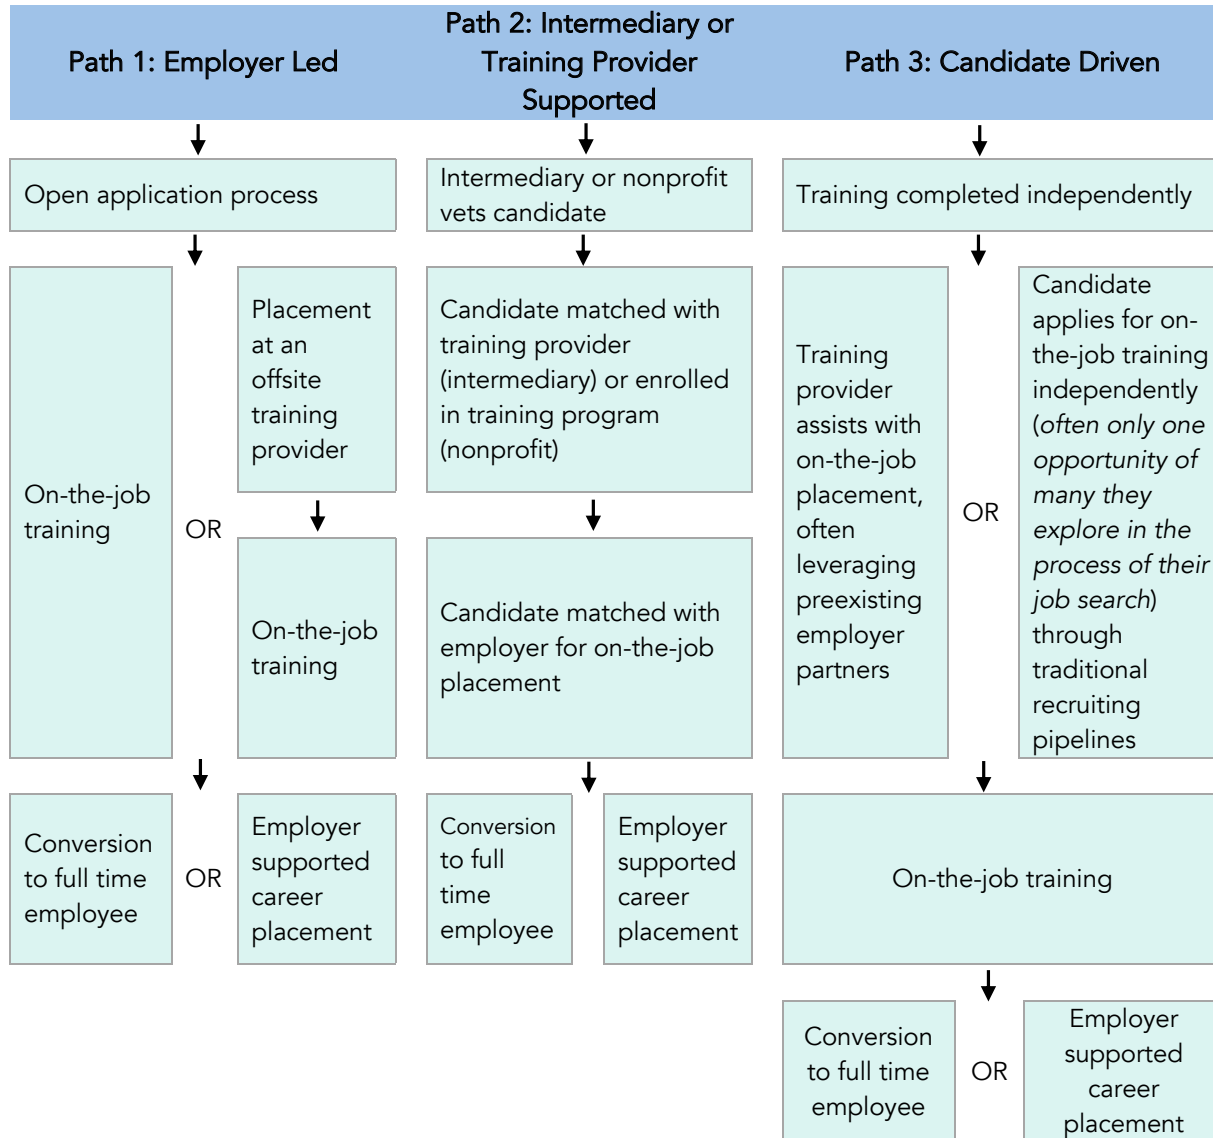 Path 1: Employer Led
Path 2: Intermediary or
Training Provider
Supported
Path 3: Candidate Driven
Open application process
On-the-job
training
OR
Placement
at an
offsite
training
provider
On-the-job
training
Conversion
to full time
employee
OR
Employer
supported
career
placement
Intermediary or nonprofit
vets candidate
Candidate matched with
training provider
(intermediary) or enrolled
in training program
(nonprofit)
Candidate matched with
employer for on-the-job
placement
Conversion
to full
time
employee
Employer
supported
career
placement
Training completed independently
Training
provider
assists with
on-the-job
placement,
often
leveraging
preexisting
employer
partners
OR
Candidate
applies for on-
the-job training
independently
(often only one
opportunity of
many they
explore in the
process of their
job search)
through
traditional
recruiting
pipelines
On-the-job training
Conversion
to full time
employee
OR
Employer
supported
career
placement